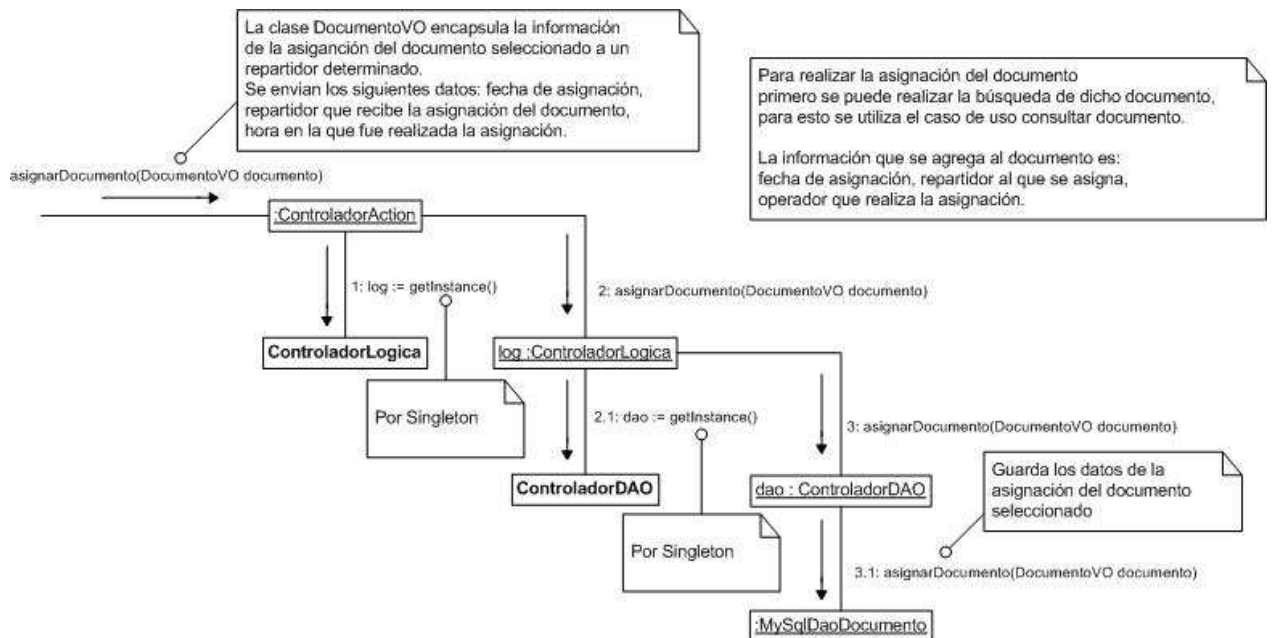 La clase DocumentoVO encapsula la información
de la asiganción del documento seleccionado a un
repartidor determinado.
Se envian los siguientes datos: fecha de asignación,
repartidor que recibe la asignación del documento,
hora en la que fue realizada la asignación.
Para realizar la asignación del documento
primero se puede realizar la búsqueda de dicho documento,
para esto se utiliza el caso de uso consultar documento.
La información que se agrega al documento es:
fecha de asignación, repartidor al que se asigna,
operador que realiza la asignación.
asignarDocumento(DocumentoVO documento)
:ControladorAction
1: log := getInstance()
2: asignarDocumento(DocumentoVO documento)
ControladorLogica
log :ControladorLogica
Por Singleton
2.1: dao := getInstance()
3: asignarDocumento(DocumentoVO documento)
ControladorDAO
dao : ControladorDAO
Guarda los datos de la
asignación del documento
seleccionado
Por Singleton
3.1: asignarDocumento(DocumentoVO documento)
:MySqlDaoDocumento